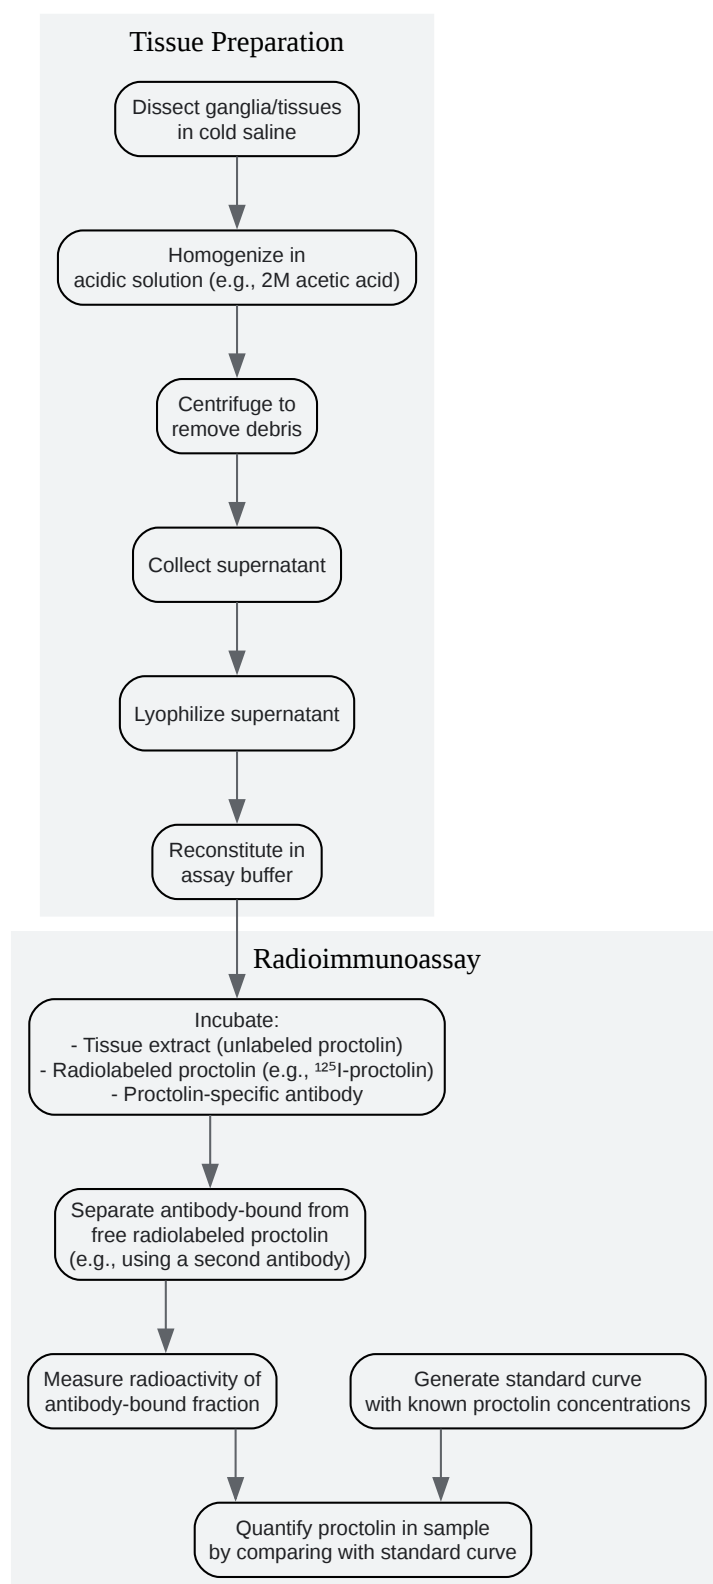 Tissue Preparation
Dissect ganglia/tissues
in cold saline
Homogenize in
acidic solution (e.g., 2M acetic acid)
Centrifuge to
remove debris
Collect supernatant
Lyophilize supernatant
Reconstitute in
assay buffer
Radioimmunoassay
Incubate:
- Tissue extract (unlabeled proctolin)
- Radiolabeled proctolin (e.g., ¹²⁵I-proctolin)
- Proctolin-specific antibody
Separate antibody-bound from
free radiolabeled proctolin
(e.g., using a second antibody)
Measure radioactivity of
antibody-bound fraction
Generate standard curve
with known proctolin concentrations
Quantify proctolin in sample
by comparing with standard curve